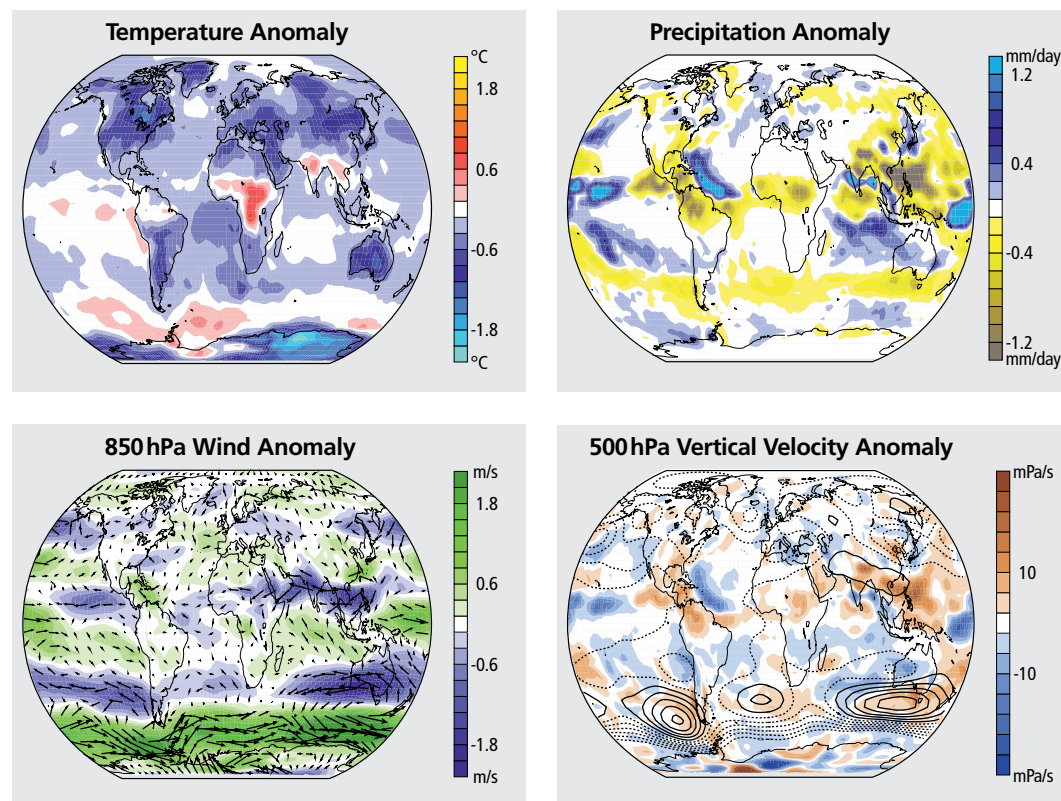 Temperature Anomaly
°C
1.8
0.6
-0.6
-1.8
°C
Precipitation Anomaly
mm/day
1.2
0.4
-0.4
-1.2
mm/day
850 hPa Wind Anomaly
m/s
1.8
0.6
-0.6
-1.8
m/s
500 hPa Vertical Velocity Anomaly
mPa/s
10
-10
mPa/s